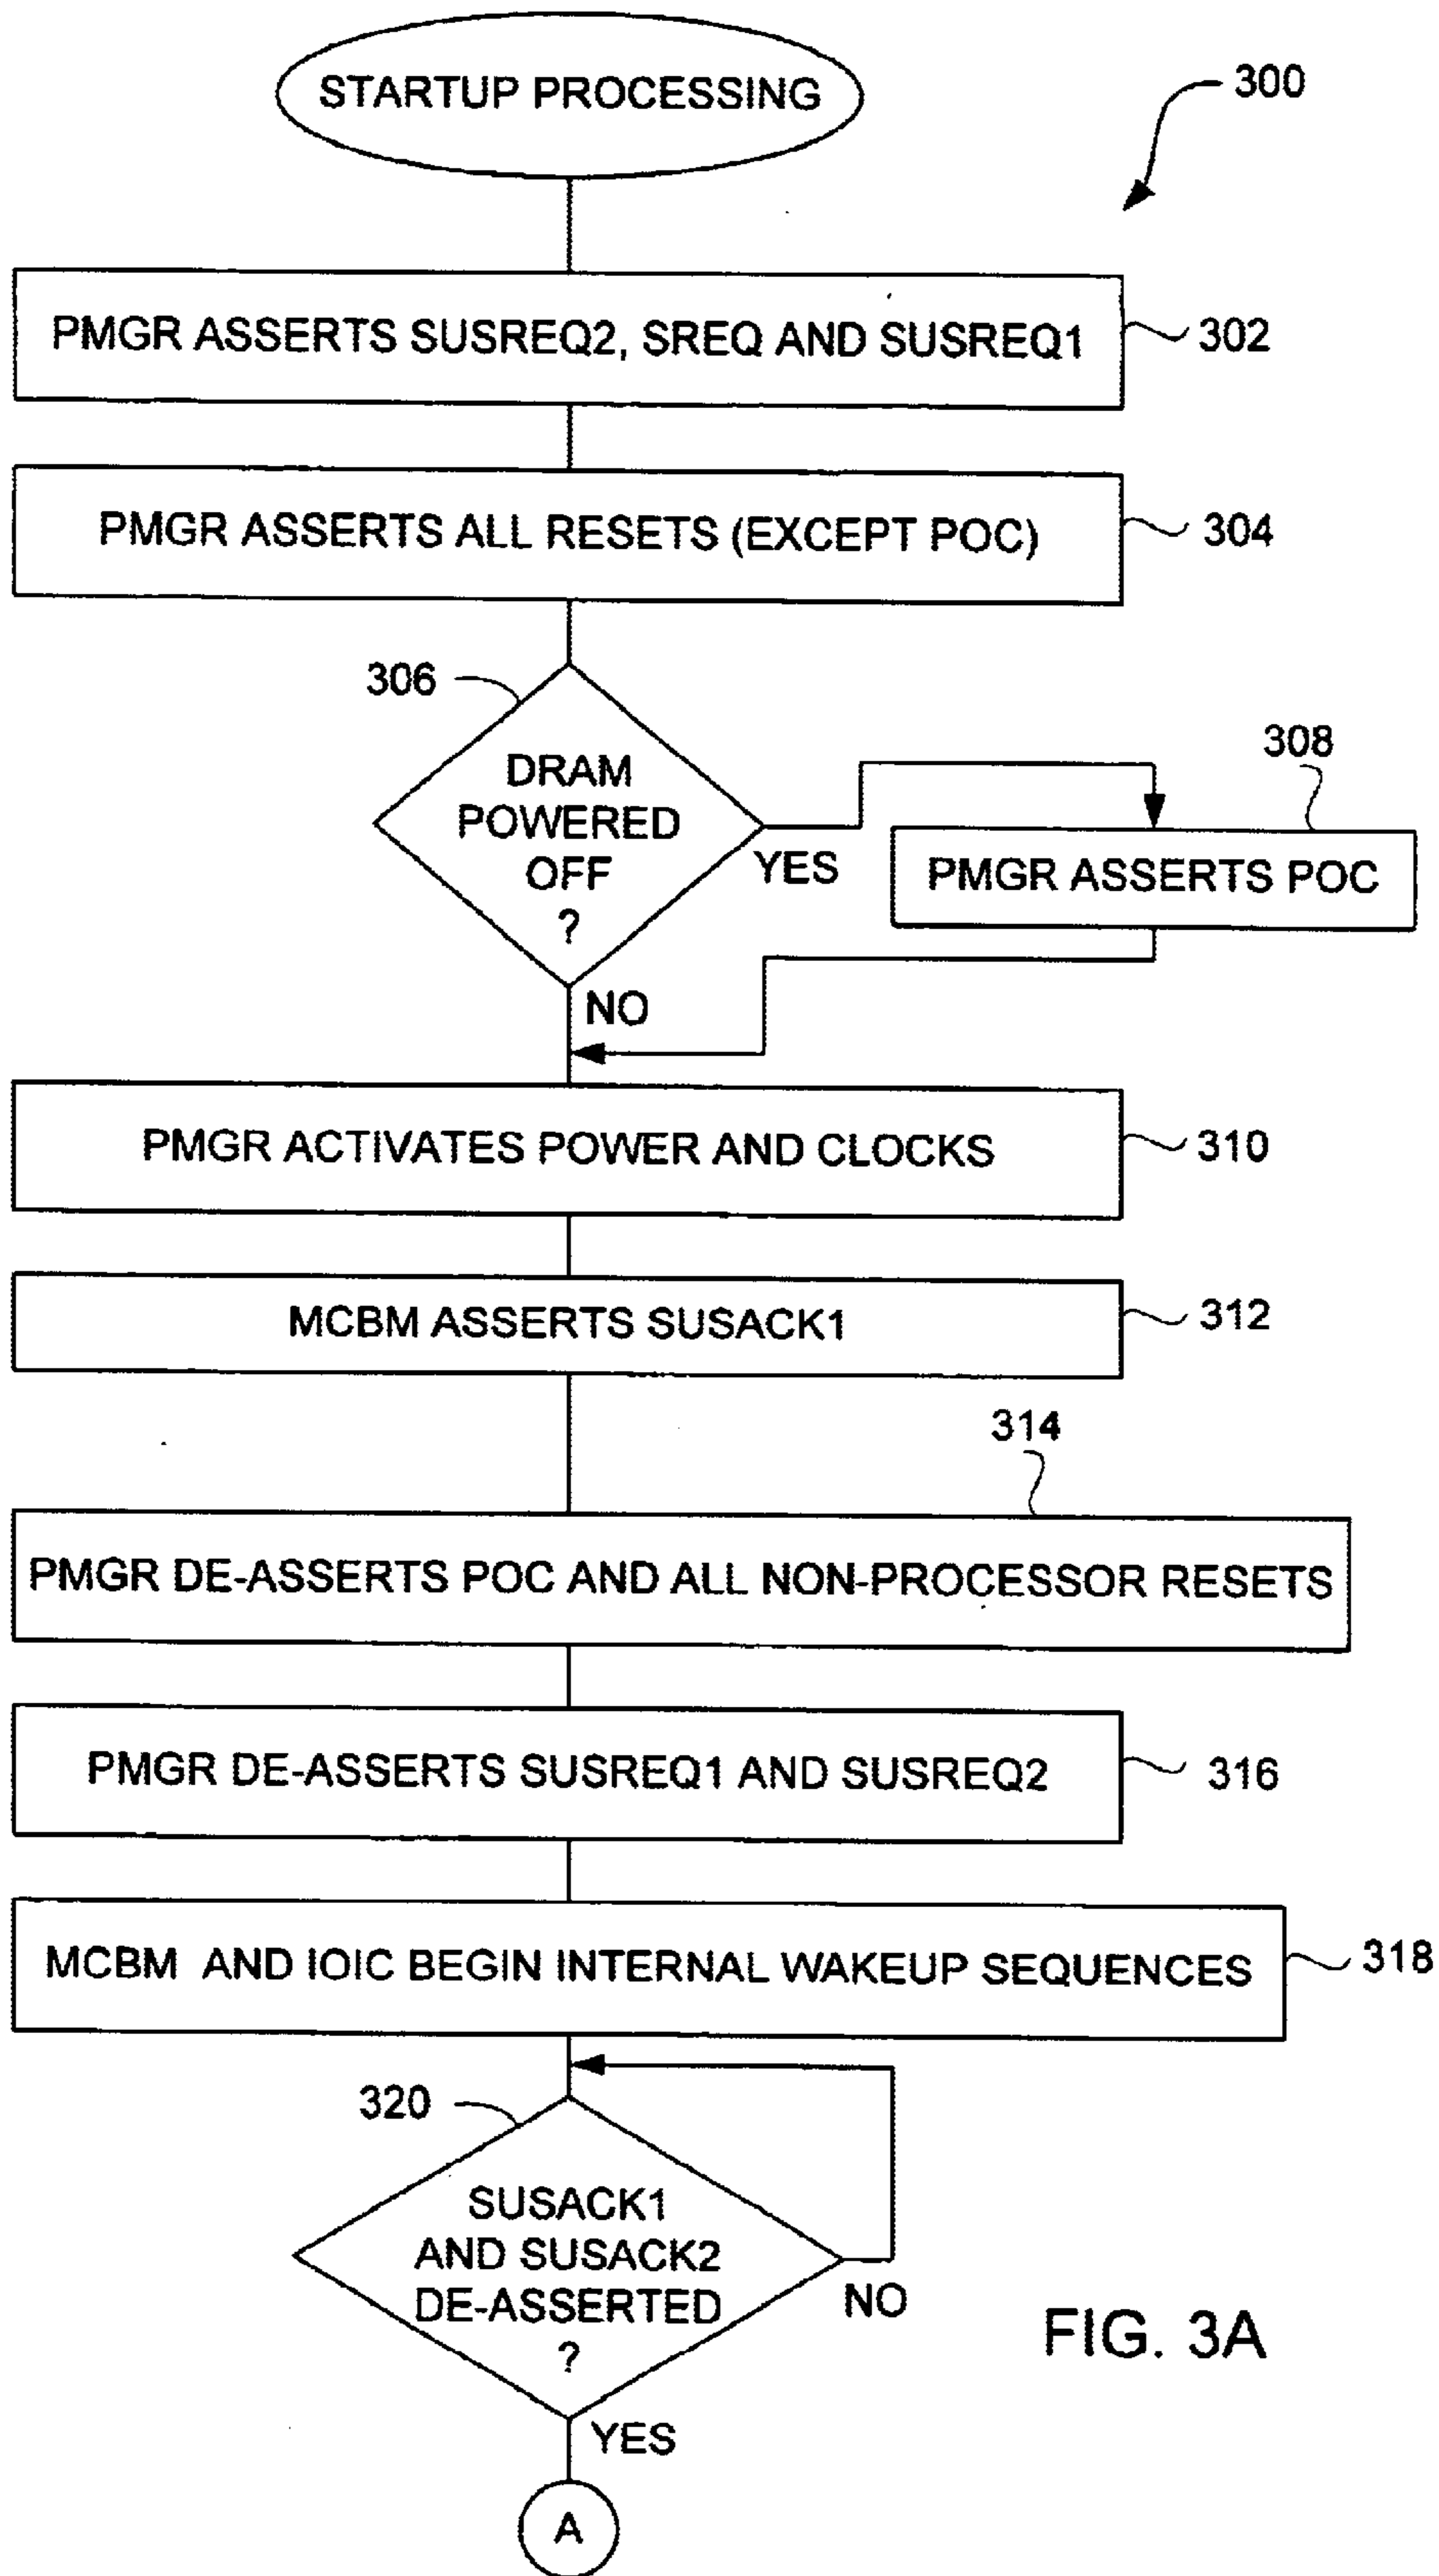 STARTUP PROCESSING
300
PMGR ASSERTS SUSREQ2, SREQ AND SUSREQ1
302
PMGR ASSERTS ALL RESETS (EXCEPT POC)
304
306
DRAM
POWERED
OFF
?
YES
308
PMGR ASSERTS POC
NO
PMGR ACTIVATES POWER AND CLOCKS
310
MCBM ASSERTS SUSACK1
312
314
PMGR DE-ASSERTS POC AND ALL NON-PROCESSOR RESETS
PMGR DE-ASSERTS SUSREQ1 AND SUSREQ2
316
MCBM AND IOIC BEGIN INTERNAL WAKEUP SEQUENCES
318
320
SUSACK1
AND SUSACK2
DE-ASSERTED
?
NO
YES
A
FIG. 3A